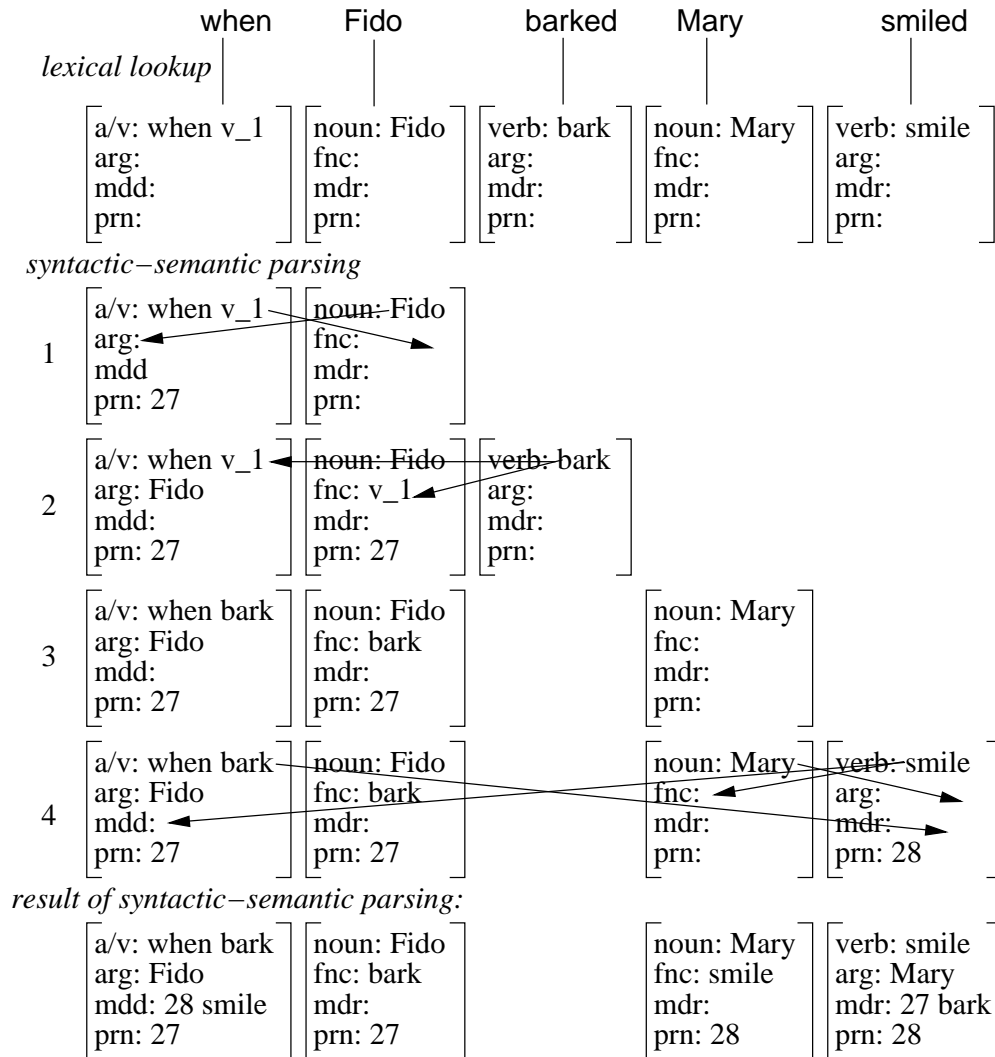 when Fido barked Mary smiled
lexical lookup
a/v: when v_1 noun: Fido verb: bark noun: Mary verb: smile
arg: fnc: arg: fnc: arg:
mdd: mdr: mdr: mdr: mdr:
prn: prn: prn: prn: prn:
syntactic−semantic parsing
a/v: when v_1 noun: Fido
1 arg: fnc:
mdd mdr:
prn: 27 prn:
a/v: when v_1 noun: Fido verb: bark
2 arg: Fido fnc: v_1 arg:
mdd: mdr: mdr:
prn: 27 prn: 27 prn:
a/v: when bark noun: Fido noun: Mary
3 arg: Fido fnc: bark fnc:
mdd: mdr: mdr:
prn: 27 prn: 27 prn:
a/v: when bark noun: Fido noun: Mary verb: smile
arg: Fido fnc: bark fnc: arg:
4 mdd: mdr: mdr: mdr:
prn: 27 prn: 27 prn: prn: 28
result of syntactic−semantic parsing:
a/v: when bark noun: Fido noun: Mary verb: smile
arg: Fido fnc: bark fnc: smile arg: Mary
mdd: 28 smile mdr: mdr: mdr: 27 bark
prn: 27 prn: 27 prn: 28 prn: 28